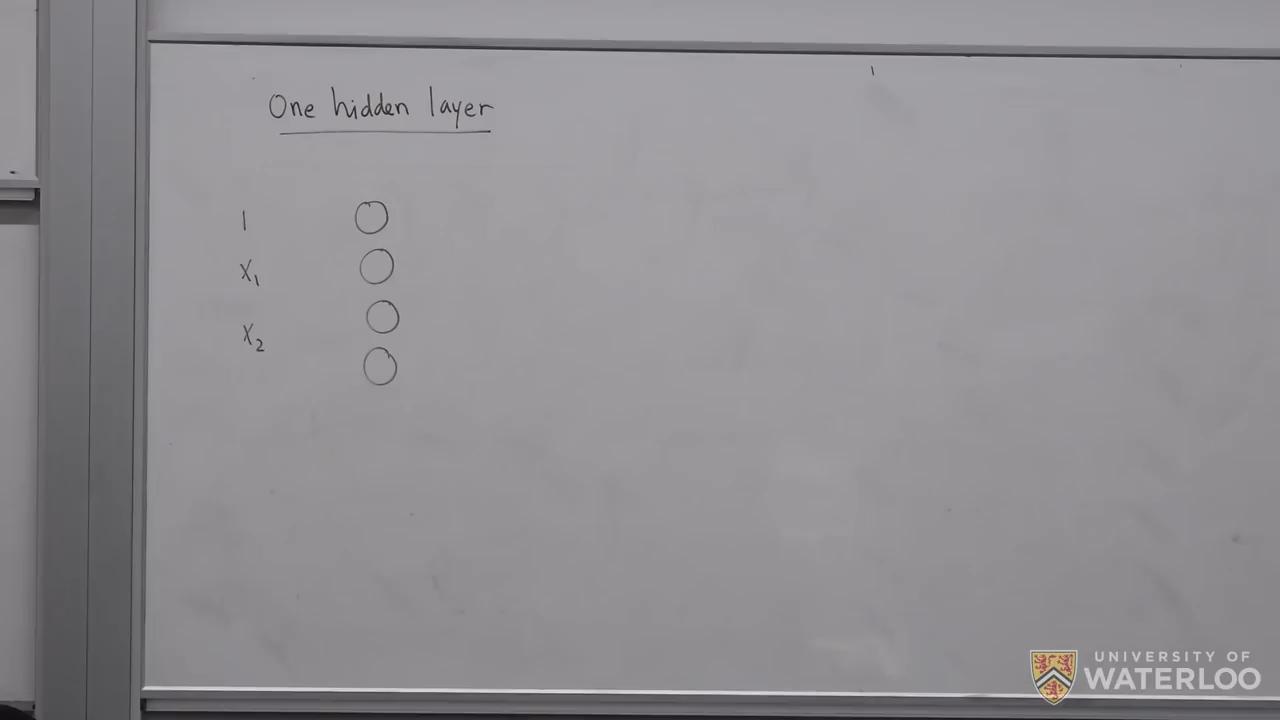 One hidden layer
1
x₁
x₂
UNIVERSITY OF
WATERLOO